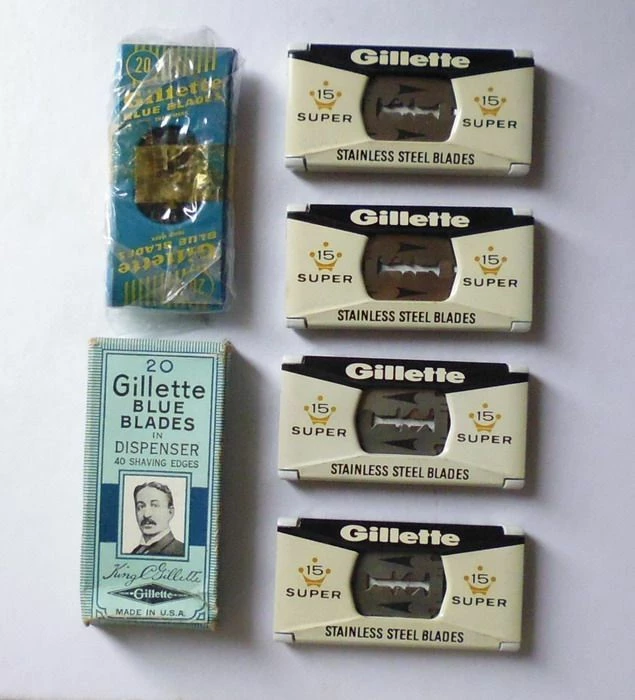 20
Gillette
BLUE BLADES
BLUE BLADES
Gillette
20
20
Gillette
BLUE
BLADES
IN
DISPENSER
40 SHAVING EDGES
King C. Gillette
Gillette
MADE IN U.S.A.
Gillette
15 15
SUPER SUPER
STAINLESS STEEL BLADES
Gillette
15 15
SUPER SUPER
STAINLESS STEEL BLADES
Gillette
15 15
SUPER SUPER
STAINLESS STEEL BLADES
Gillette
15 15
SUPER SUPER
STAINLESS STEEL BLADES